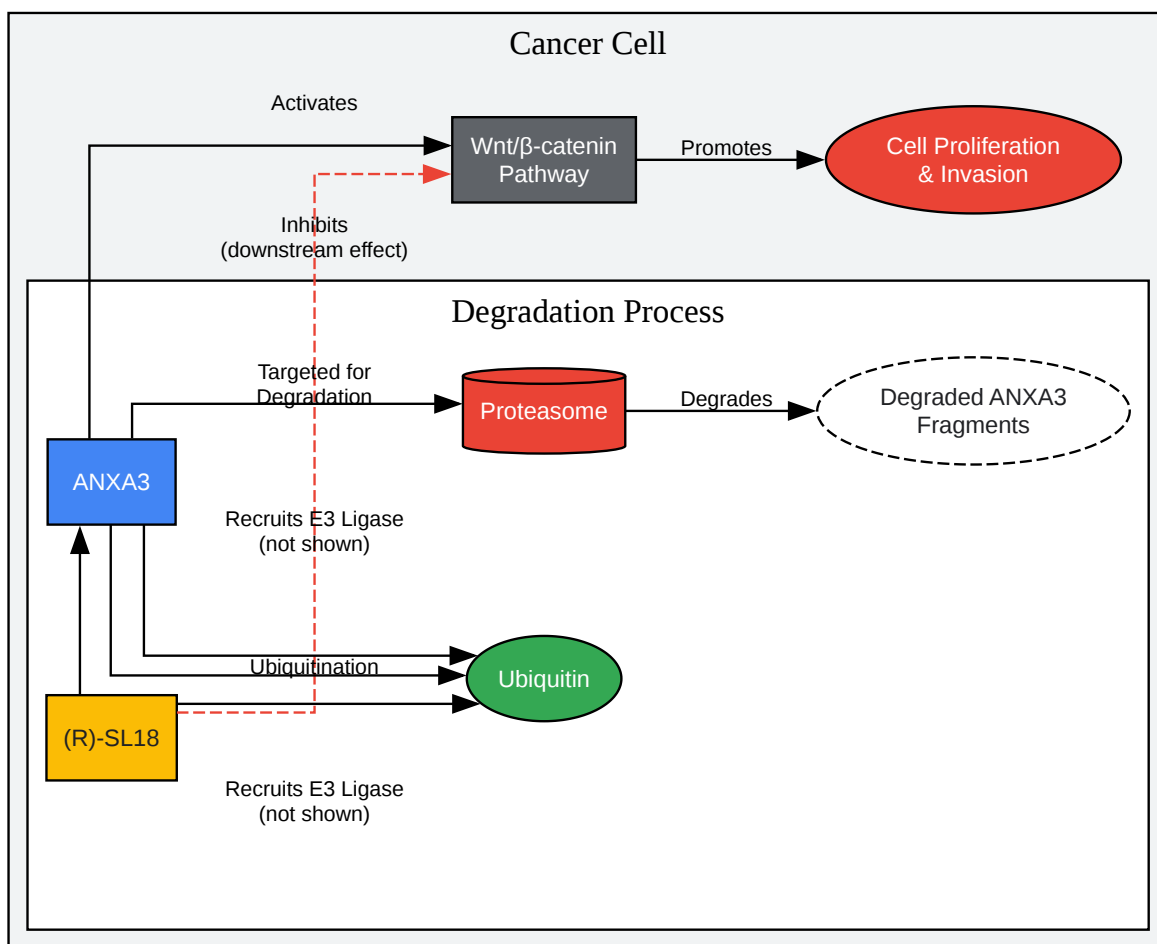 Cancer Cell
Activates
Wnt/β-catenin
Pathway
Promotes
Cell Proliferation
& Invasion
Inhibits
(downstream effect)
Degradation Process
Targeted for
Degradation
Proteasome
Degrades
Degraded ANXA3
Fragments
ANXA3
Recruits E3 Ligase
(not shown)
Ubiquitination
Ubiquitin
(R)-SL18
Recruits E3 Ligase
(not shown)